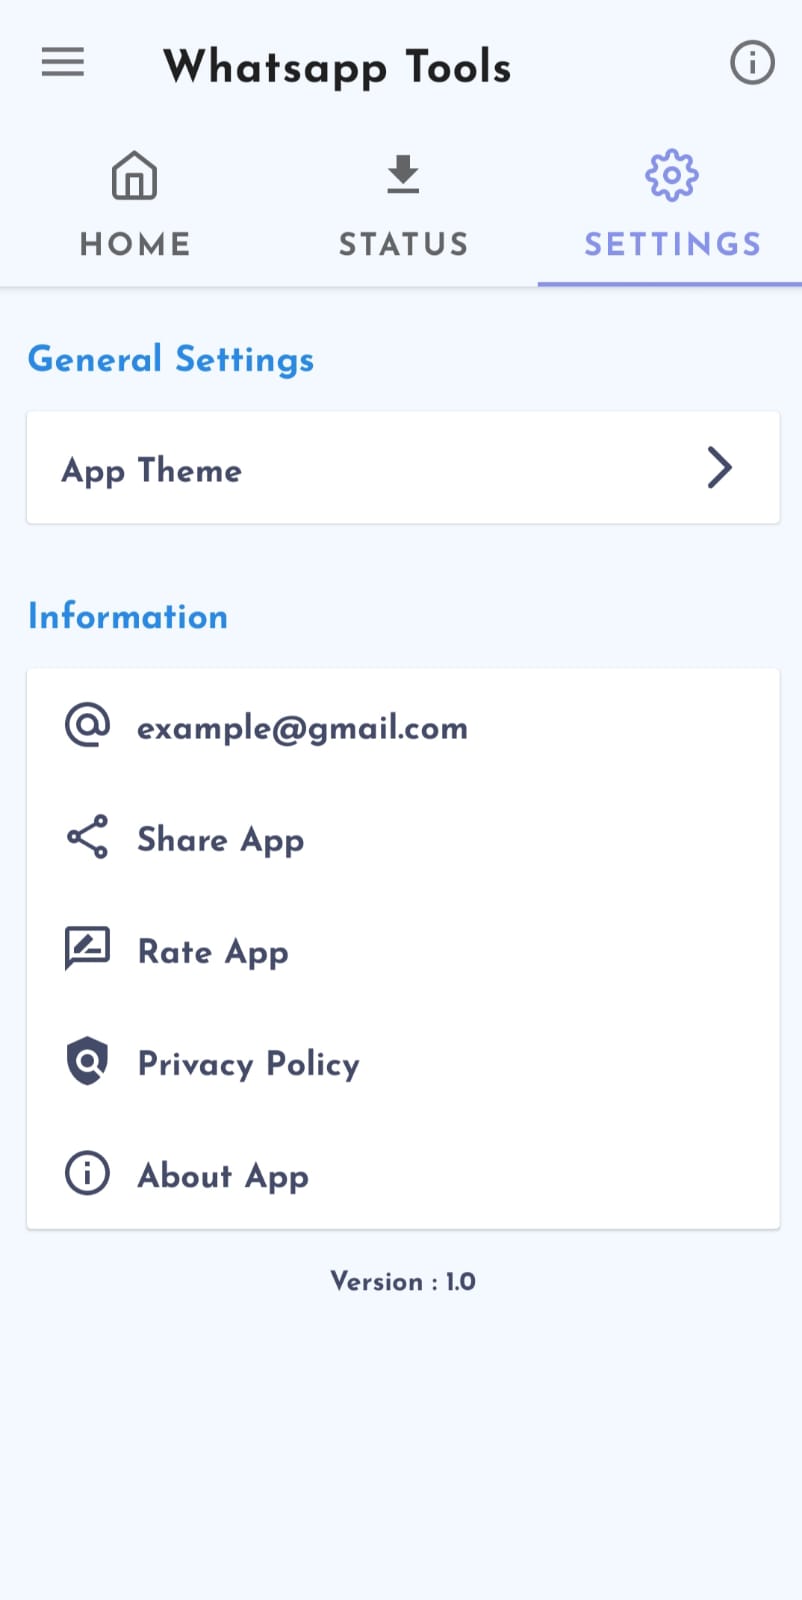 Whatsapp Tools
HOME STATUS SETTINGS
General Settings
App Theme
Information
example@gmail.com
Share App
Rate App
Privacy Policy
About App
Version : 1.0